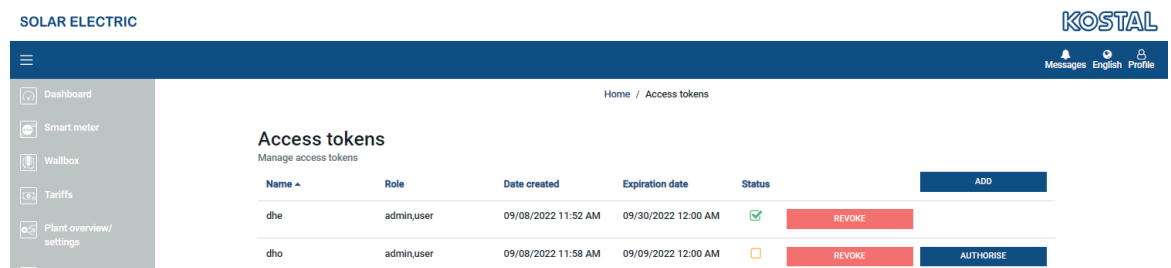 SOLAR ELECTRIC
KOSTAL
Messages English Profile
Dashboard
Smart meter
Wallbox
Tariffs
Plant overview/
settings
Home / Access tokens
Access tokens
Manage access tokens
Name Role Date created Expiration date Status ADD
dhe admin,user 09/08/2022 11:52 AM 09/30/2022 12:00 AM REVOKE
dho admin,user 09/08/2022 11:58 AM 09/09/2022 12:00 AM REVOKE AUTHORISE